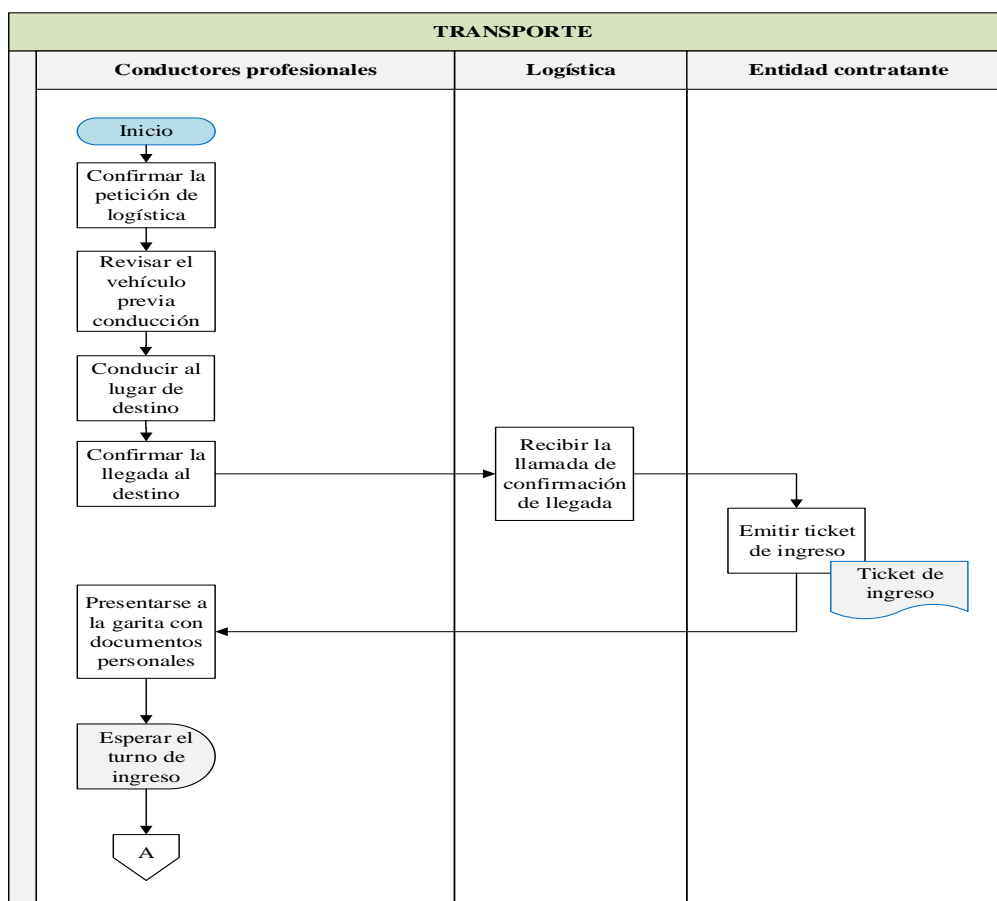 TRANSPORTE
Conductores profesionales
Logística
Entidad contratante
Inicio
Confirmar la
petición de
logística
Revisar el
vehículo
previa
conducción
Conducir al
lugar de
destino
Confirmar la
llegada al
destino
Recibir la
llamada de
confirmación
de llegada
Emitir ticket
de ingreso
Ticket de
ingreso
Presentarse a
la garita con
documentos
personales
Esperar el
turno de
ingreso
A